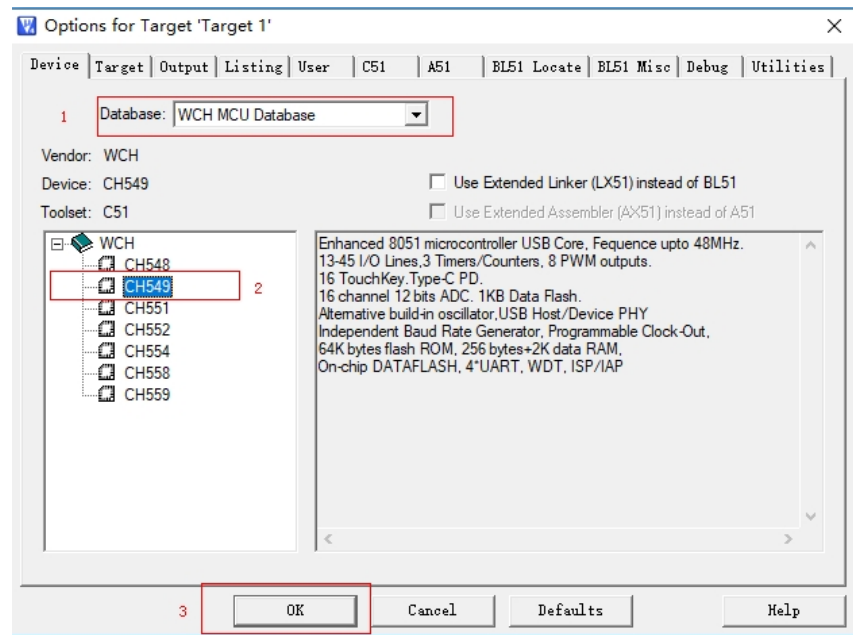 Options for Target 'Target 1'
Device Target Output Listing User C51 A51 BL51 Locate BL51 Misc Debug Utilities
1 Database: WCH MCU Database
Vendor: WCH
Device: CH549
Use Extended Linker (LX51) instead of BL51
Toolset: C51
Use Extended Assembler (AX51) instead of A51
WCH
CH548
CH549 2
CH551
CH552
CH554
CH558
CH559
Enhanced 8051 microcontroller USB Core, Fequence upto 48MHz.
13-45 I/O Lines,3 Timers/Counters, 8 PWM outputs.
16 TouchKey.Type-C PD.
16 channel 12 bits ADC. 1KB Data Flash.
Alternative build-in oscillator,USB Host/Device PHY
Independent Baud Rate Generator, Programmable Clock-Out,
64K bytes flash ROM, 256 bytes+2K data RAM,
On-chip DATAFLASH, 4*UART, WDT, ISP/IAP
3 OK Cancel Defaults Help